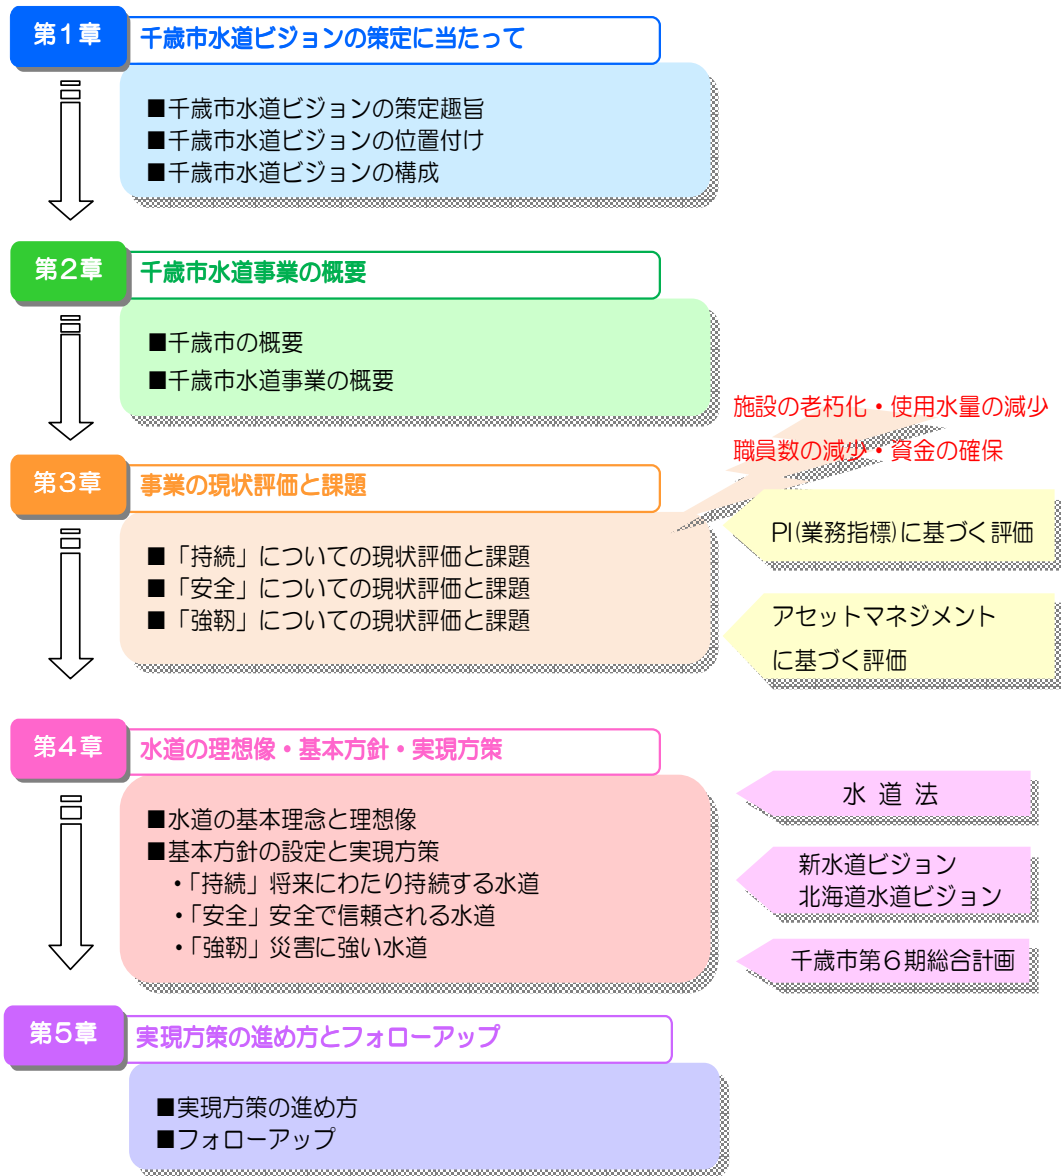 第1章
千歳市水道ビジョンの策定に当たって
■千歳市水道ビジョンの策定趣旨
■千歳市水道ビジョンの位置付け
■千歳市水道ビジョンの構成
第2章
千歳市水道事業の概要
■千歳市の概要
■千歳市水道事業の概要
施設の老朽化・使用水量の減少
職員数の減少・資金の確保
第3章
事業の現状評価と課題
■「持続」についての現状評価と課題
■「安全」についての現状評価と課題
■「強靭」についての現状評価と課題
PI(業務指標)に基づく評価
アセットマネジメント
に基づく評価
第4章
水道の理想像・基本方針・実現方策
■水道の基本理念と理想像
■基本方針の設定と実現方策
・「持続」将来にわたり持続する水道
・「安全」安全で信頼される水道
・「強靭」災害に強い水道
水 道 法
新水道ビジョン
北海道水道ビジョン
千歳市第6期総合計画
第5章
実現方策の進め方とフォローアップ
■実現方策の進め方
■フォローアップ